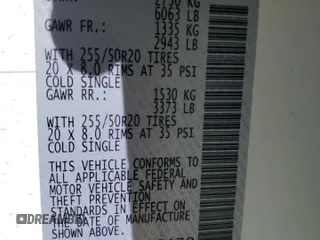 2750 KG
6063 LB
GAWR FR.: 1335 KG
2943 LB
WITH 255/50R20 TIRES
20 X 8.0 RIMS AT 35 PSI
COLD SINGLE
GAWR RR.: 1530 KG
3373 LB
WITH 255/50R20 TIRES
20 X 8.0 RIMS AT 35 PSI
COLD SINGLE
THIS VEHICLE CONFORMS TO
ALL APPLICABLE FEDERAL
MOTOR VEHICLE SAFETY AND
THEFT PREVENTION
STANDARDS IN EFFECT ON
THE DATE OF MANUFACTURE
SHOWN ABOVE.